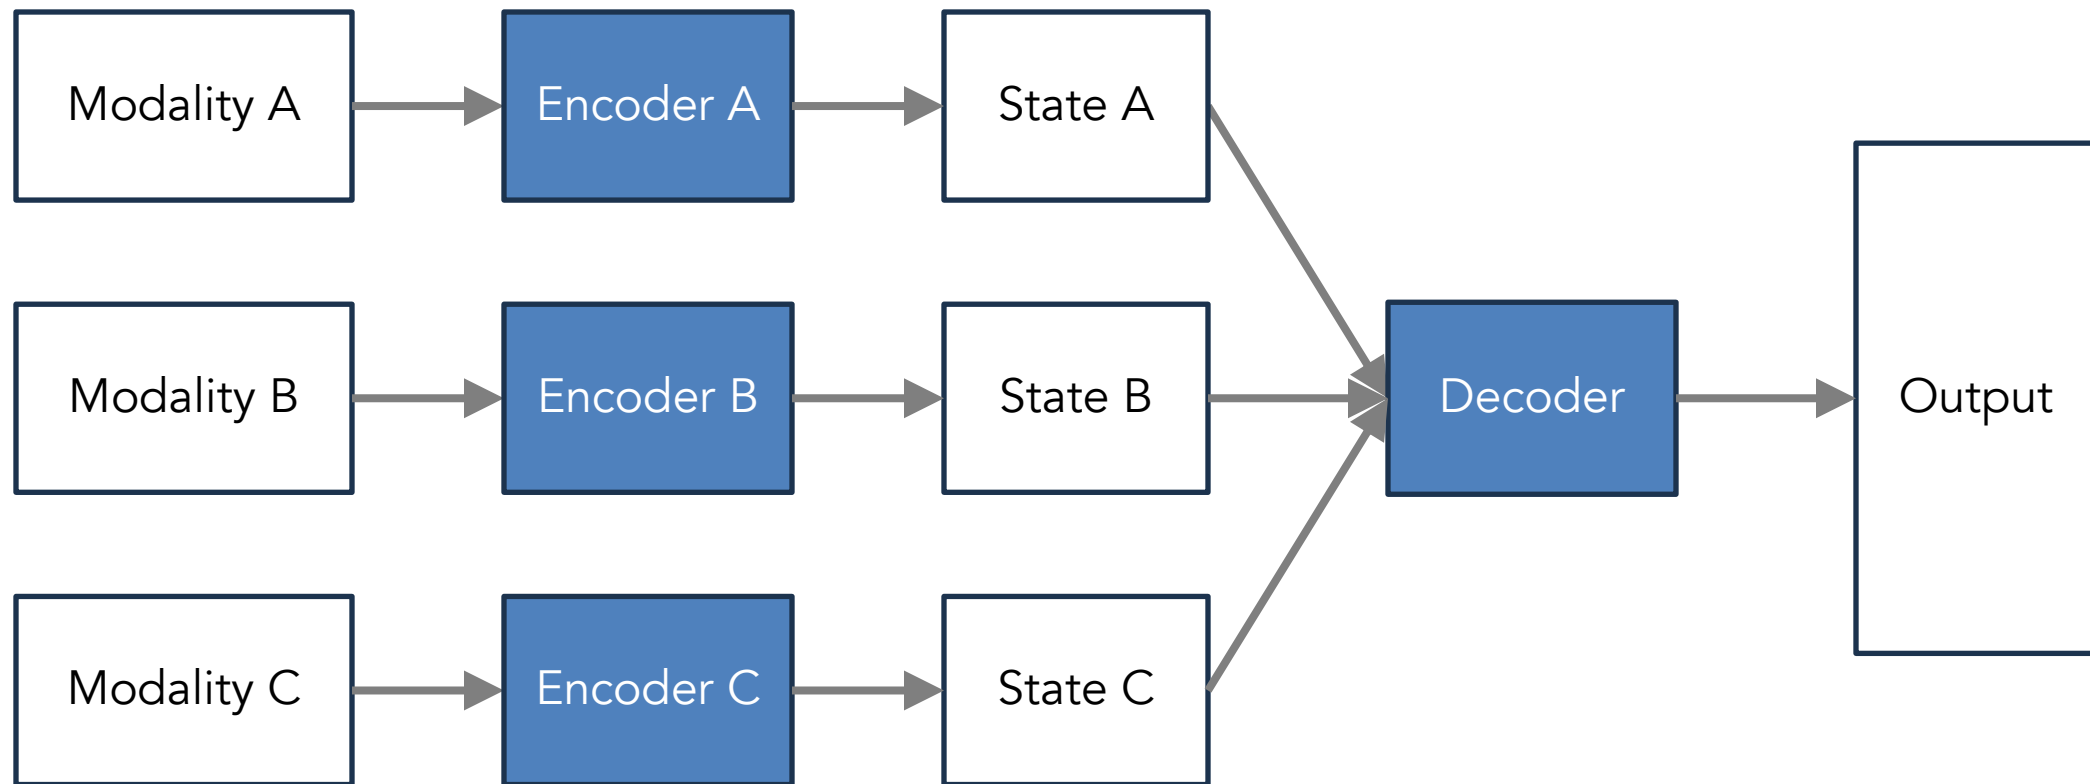 Modality A
Encoder A
State A
Modality B
Encoder B
State B
Decoder
Output
Modality C
Encoder C
State C